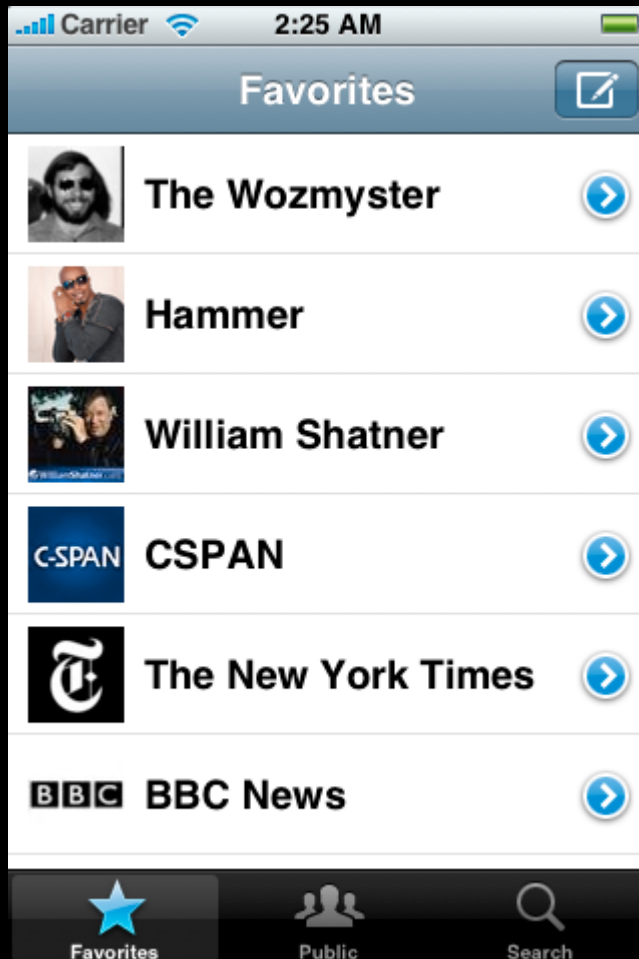 Carrier 2:25 AM
Favorites
The Wozmyster
Hammer
William Shatner
C-SPAN CSPAN
The New York Times
BBC BBC News
Favorites Public Search